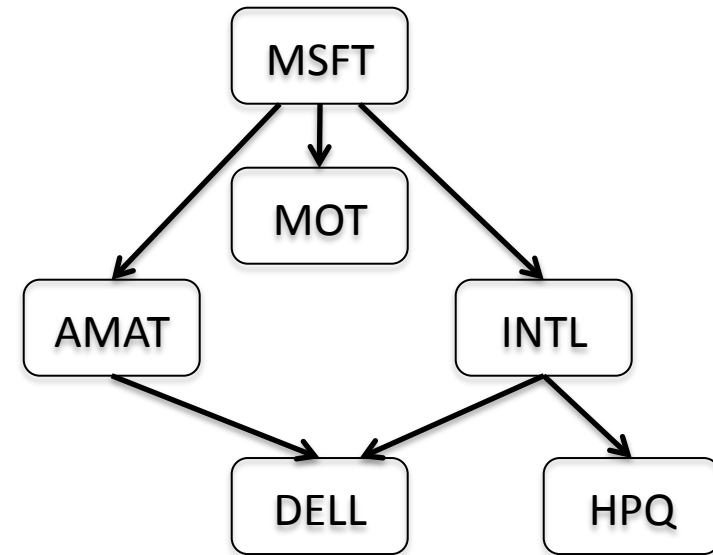 MSFT
MOT
AMAT
INTL
DELL
HPQ